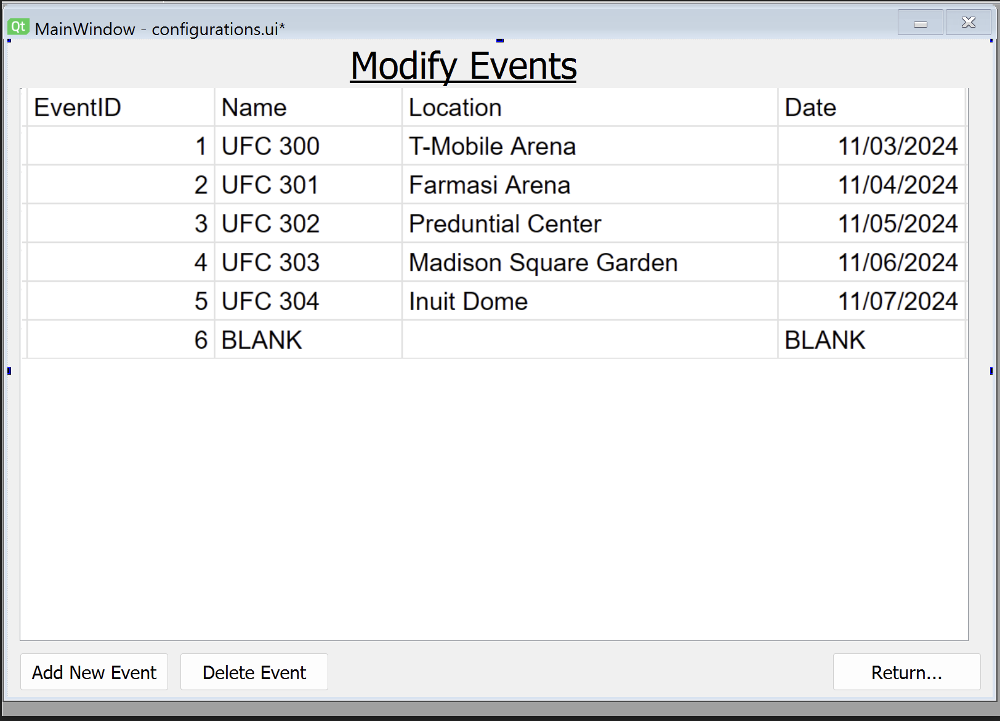 Qt MainWindow - configurations.ui*
Modify Events
EventID Name Location Date
1 UFC 300 T-Mobile Arena 11/03/2024
2 UFC 301 Farmasi Arena 11/04/2024
3 UFC 302 Preduntial Center 11/05/2024
4 UFC 303 Madison Square Garden 11/06/2024
5 UFC 304 Inuit Dome 11/07/2024
6 BLANK BLANK
Add New Event Delete Event Return...